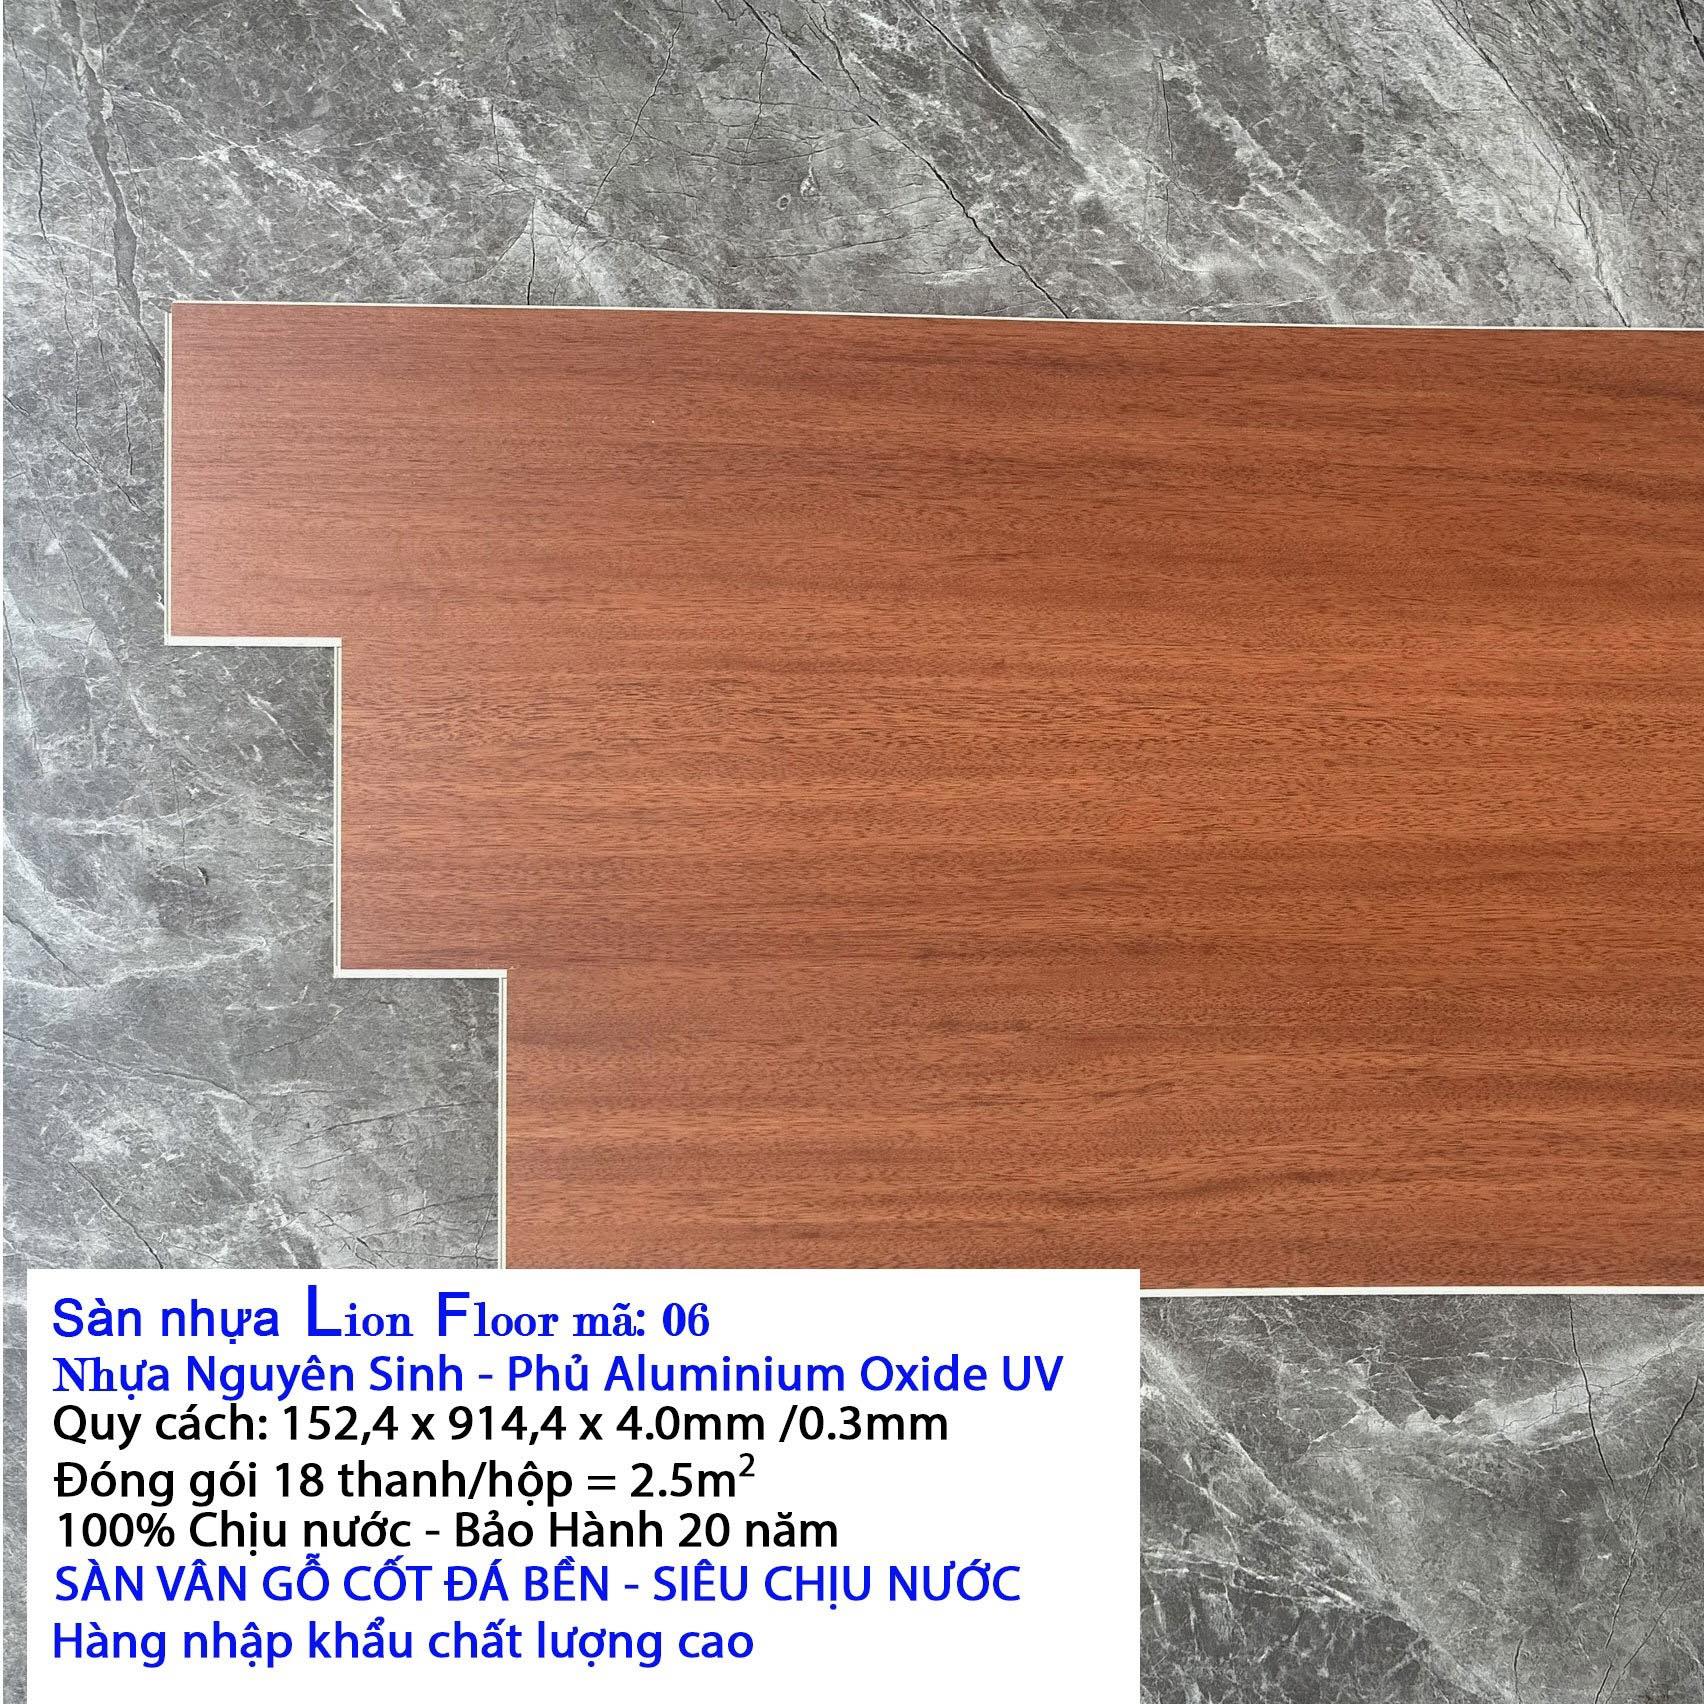 Sàn nhựa Lion Floor mã: 06
Nhựa Nguyên Sinh - Phủ Aluminium Oxide UV
Quy cách: 152,4 x 914,4 x 4.0mm /0.3mm
Đóng gói 18 thanh/hộp = 2.5m²
100% Chịu nước - Bảo Hành 20 năm
SÀN VÂN GỖ CỐT ĐÁ BỀN - SIÊU CHỊU NƯỚC
Hàng nhập khẩu chất lượng cao